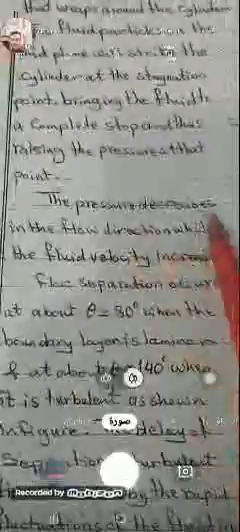 that wraps around the cylinder
fluid particles on the
mid plane will strike the
cylinder at the stagnation
point, bringing the fluid to
a complete stop and thus
raising the pressure at that
point.
The pressure decreases
in the flow direction while
the fluid velocity increas
Flow separation occurs
at about θ = 80° when the
boundary layer is laminar
& at about θ = 140° when
it is turbulent as shown
صورة
in figure. The delay of
Separation turbulent
Recorded by mobizen
by the rapid
fluctuations of the